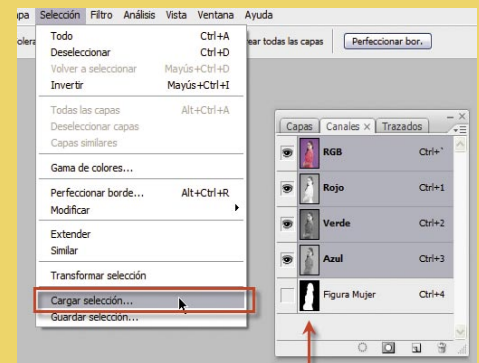 apa Selección Filtro Análisis Vista Ventana Ayuda
Todo Ctrl+A
Deseleccionar Ctrl+D
Volver a seleccionar Mayús+Ctrl+D
Invertir Mayús+Ctrl+I
Todas las capas Alt+Ctrl+A
Deseleccionar capas
Capas similares
Gama de colores...
Perfeccionar borde... Alt+Ctrl+R
Modificar
Extender
Similar
Transformar selección
Cargar selección...
Guardar selección...
olera
ear todas las capas Perfeccionar bor.
Capas Canales × Trazados
RGB Ctrl+`
Rojo Ctrl+1
Verde Ctrl+2
Azul Ctrl+3
Figura Mujer Ctrl+4